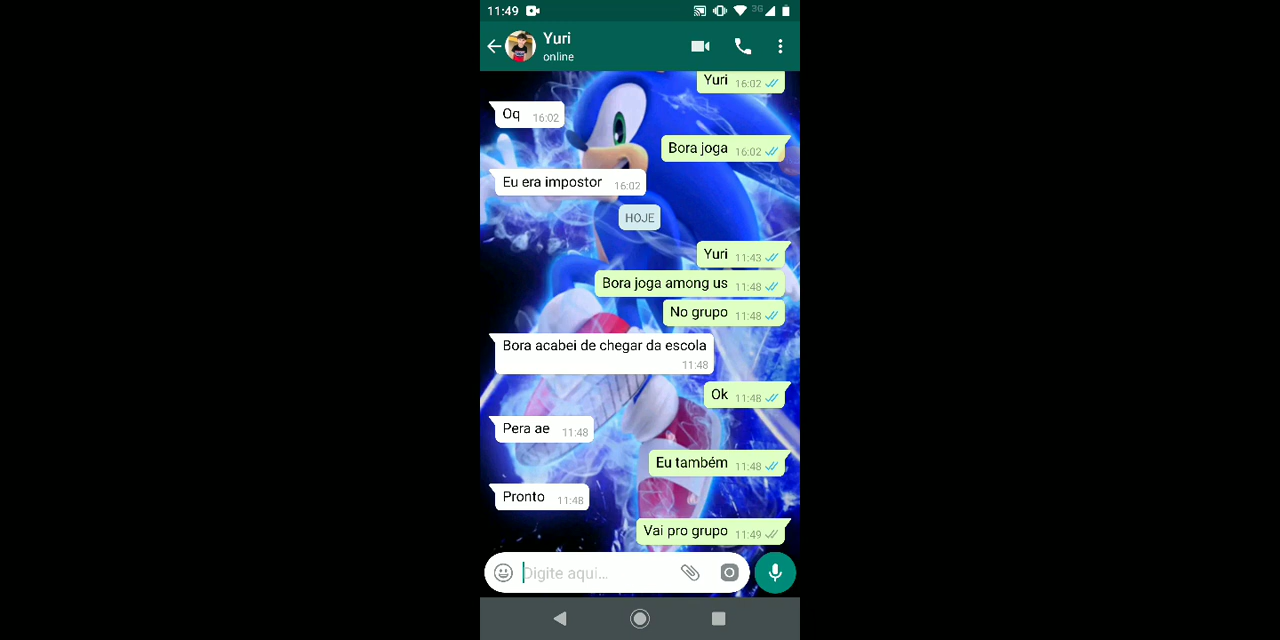 11:49 3G
Yuri
online
Yuri 16:02
Oq 16:02
Bora joga 16:02
Eu era impostor 16:02
HOJE
Yuri 11:43
Bora joga among us 11:48
No grupo 11:48
Bora acabei de chegar da escola
11:48
Ok 11:48
Pera ae 11:48
Eu também 11:48
Pronto 11:48
Vai pro grupo 11:49
Digite aqui...